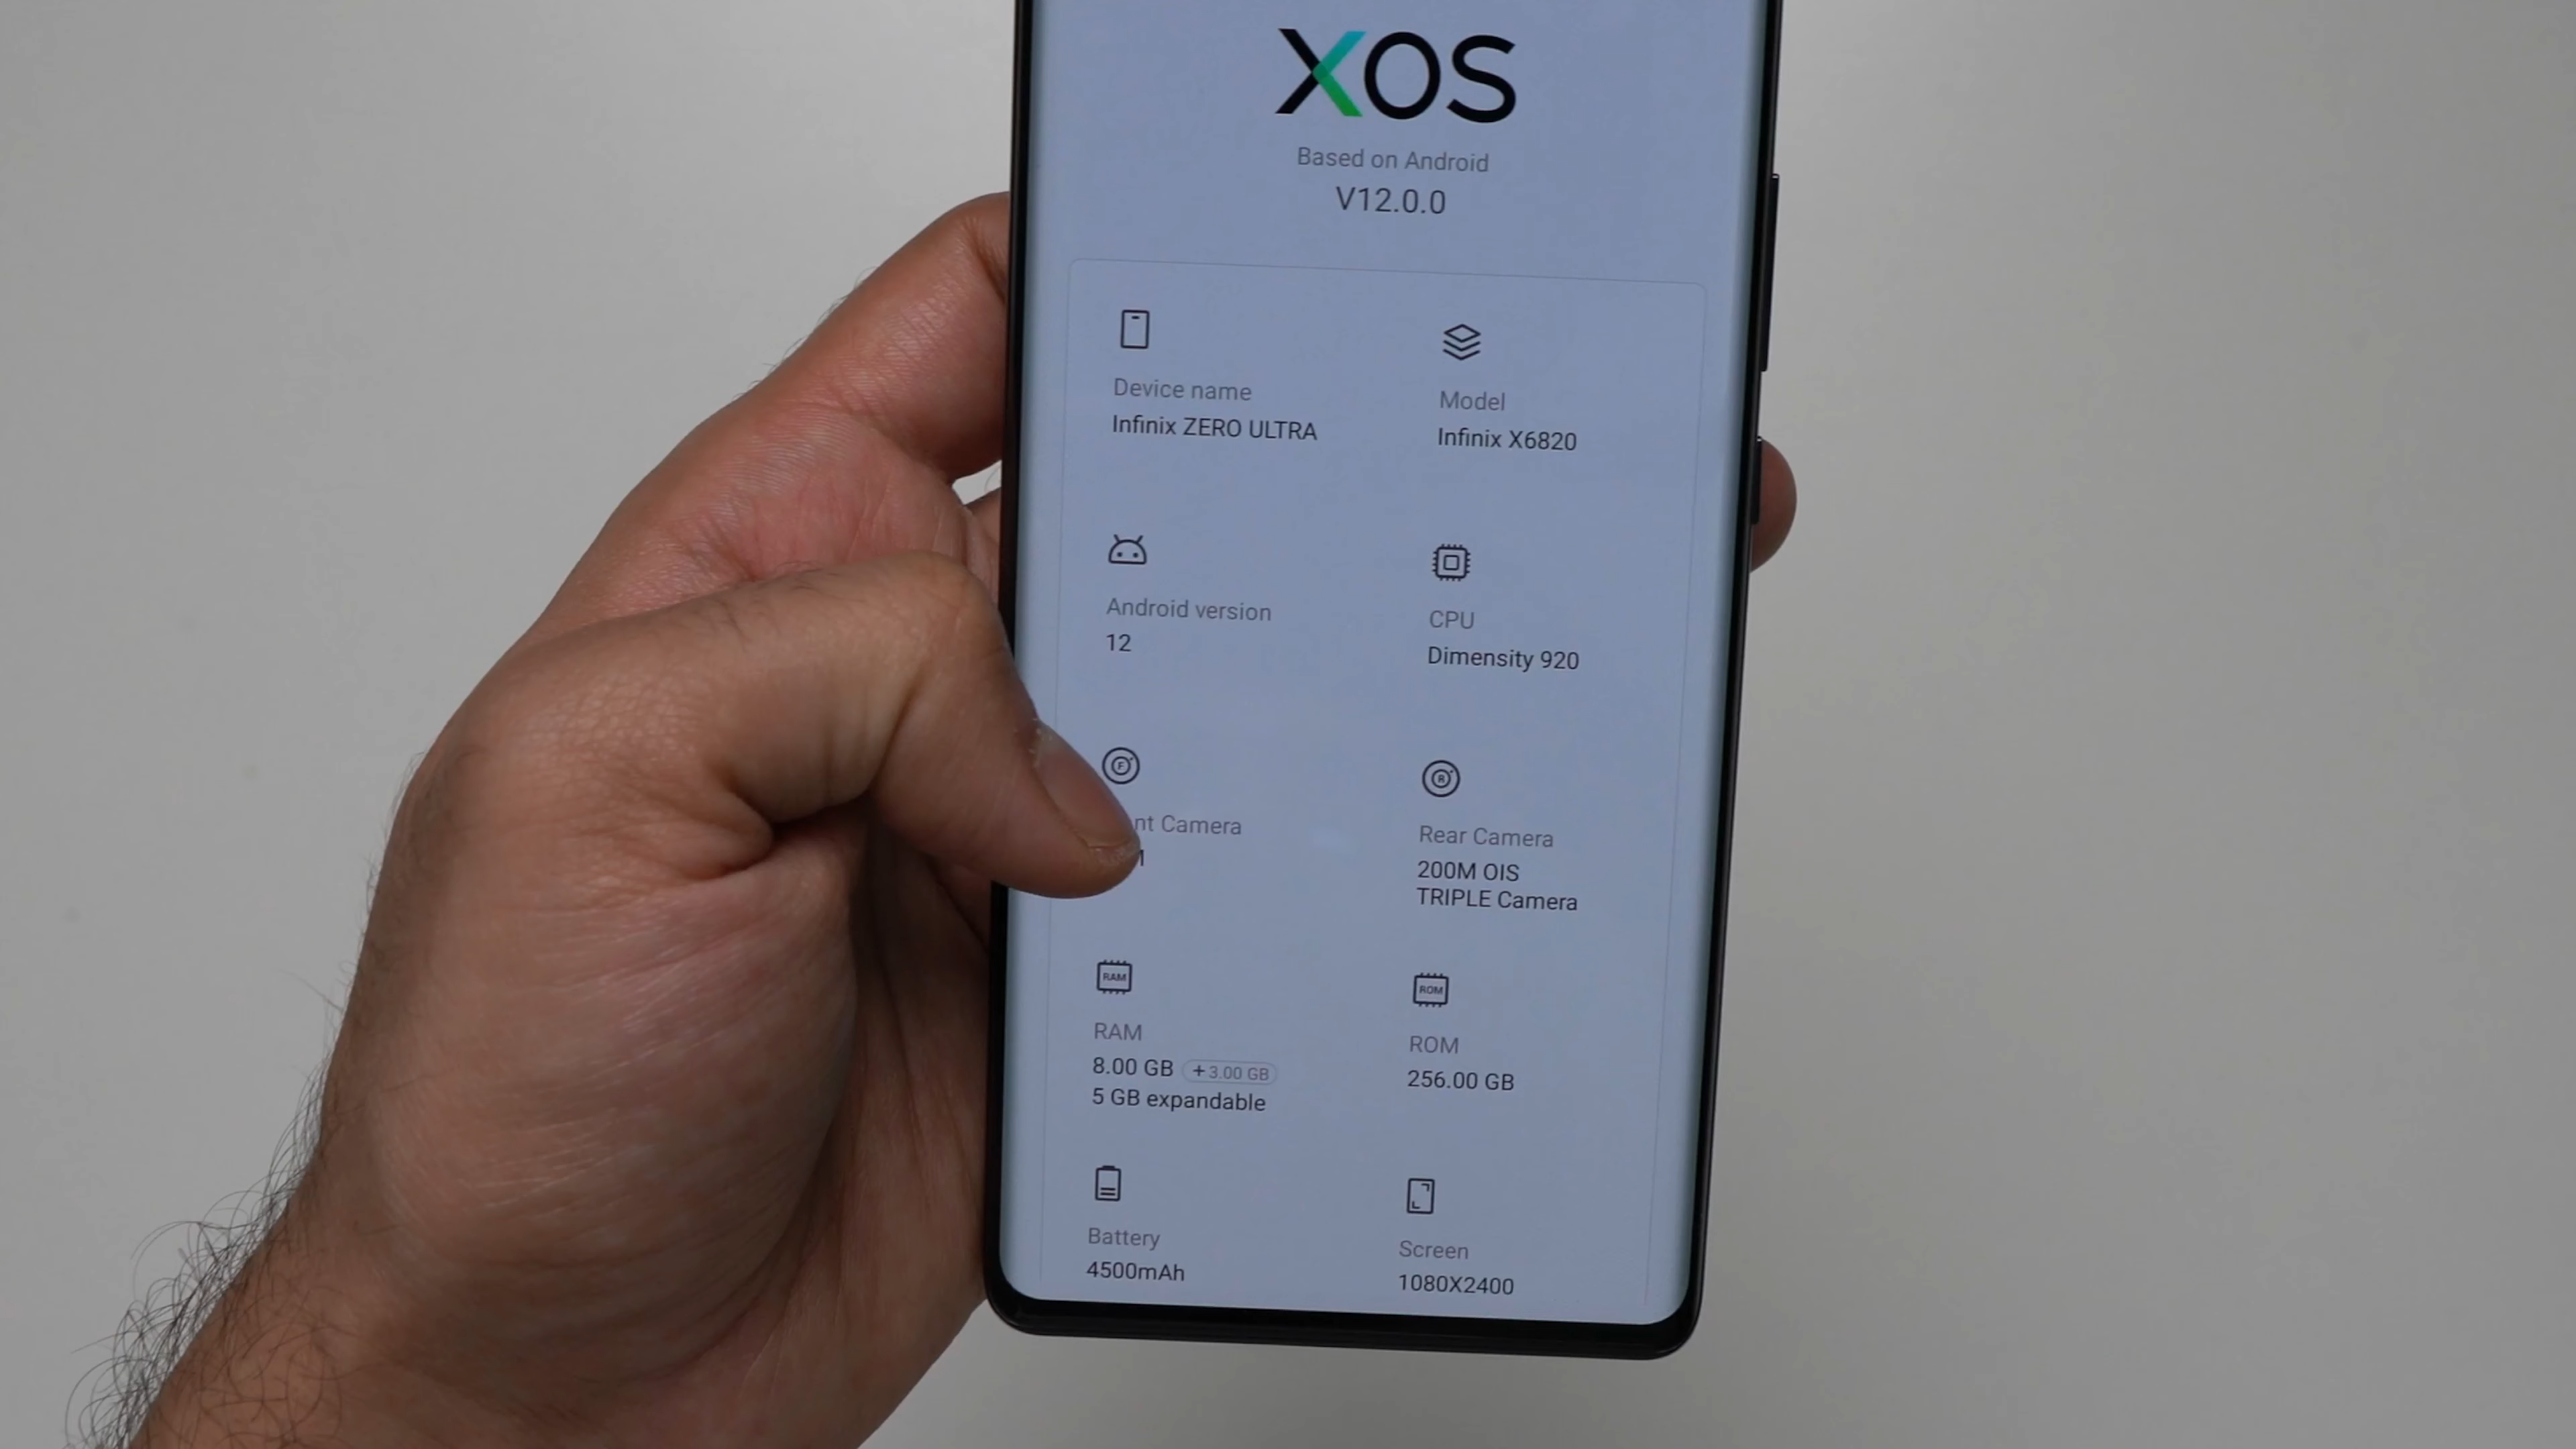 XOS
Based on Android
V12.0.0
Device name
Infinix ZERO ULTRA
Model
Infinix X6820
Android version
12
CPU
Dimensity 920
F
Camera
R
Rear Camera
200M OIS
TRIPLE Camera
RAM
RAM
8.00 GB +3.00 GB
5 GB expandable
ROM
ROM
256.00 GB
Battery
4500mAh
Screen
1080X2400